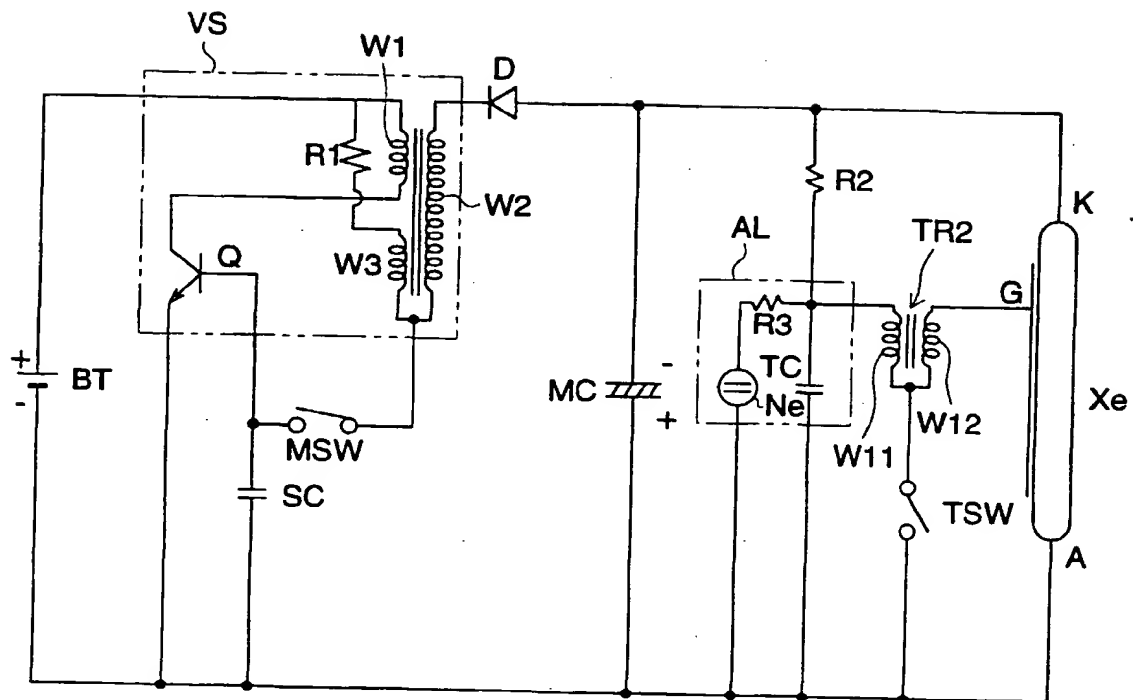 VS
W1
D
R1
W2
R2
K
AL
TR2
Q
W3
G
R3
+
BT
-
MC
-
+
TC
Ne
Xe
W11
W12
MSW
SC
TSW
A